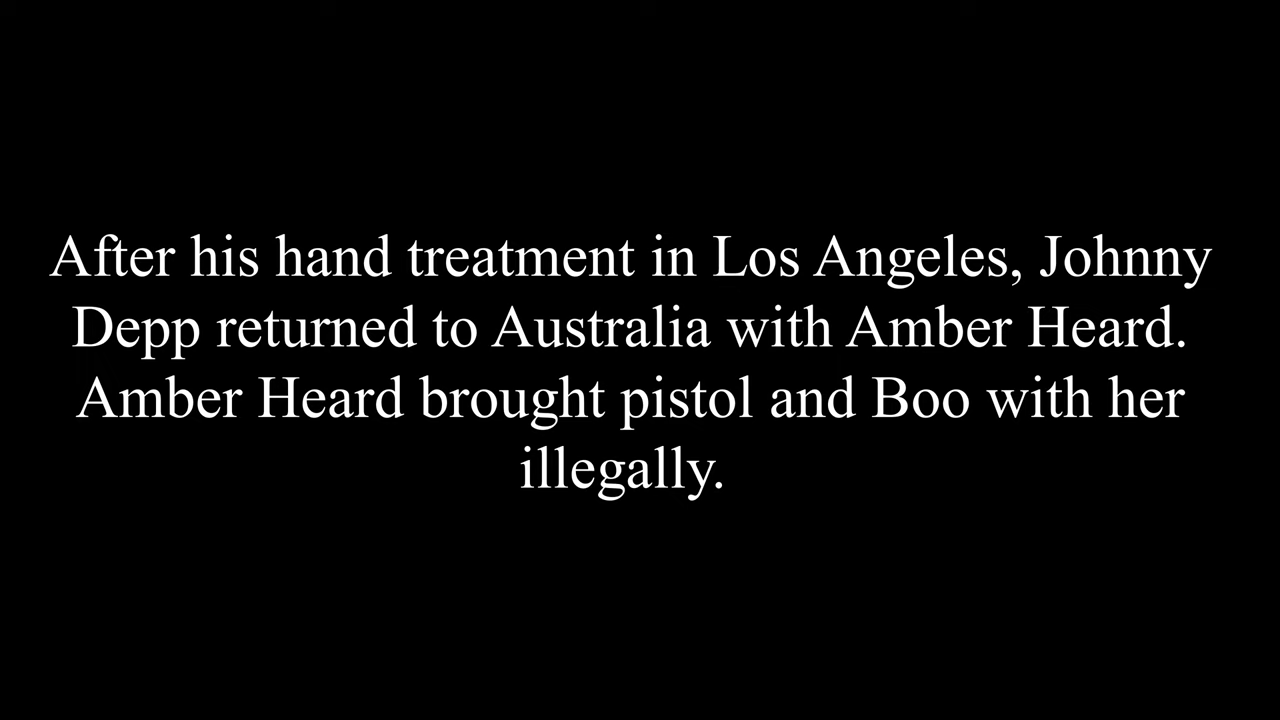 After his hand treatment in Los Angeles, Johnny
Depp returned to Australia with Amber Heard.
Amber Heard brought pistol and Boo with her
illegally.